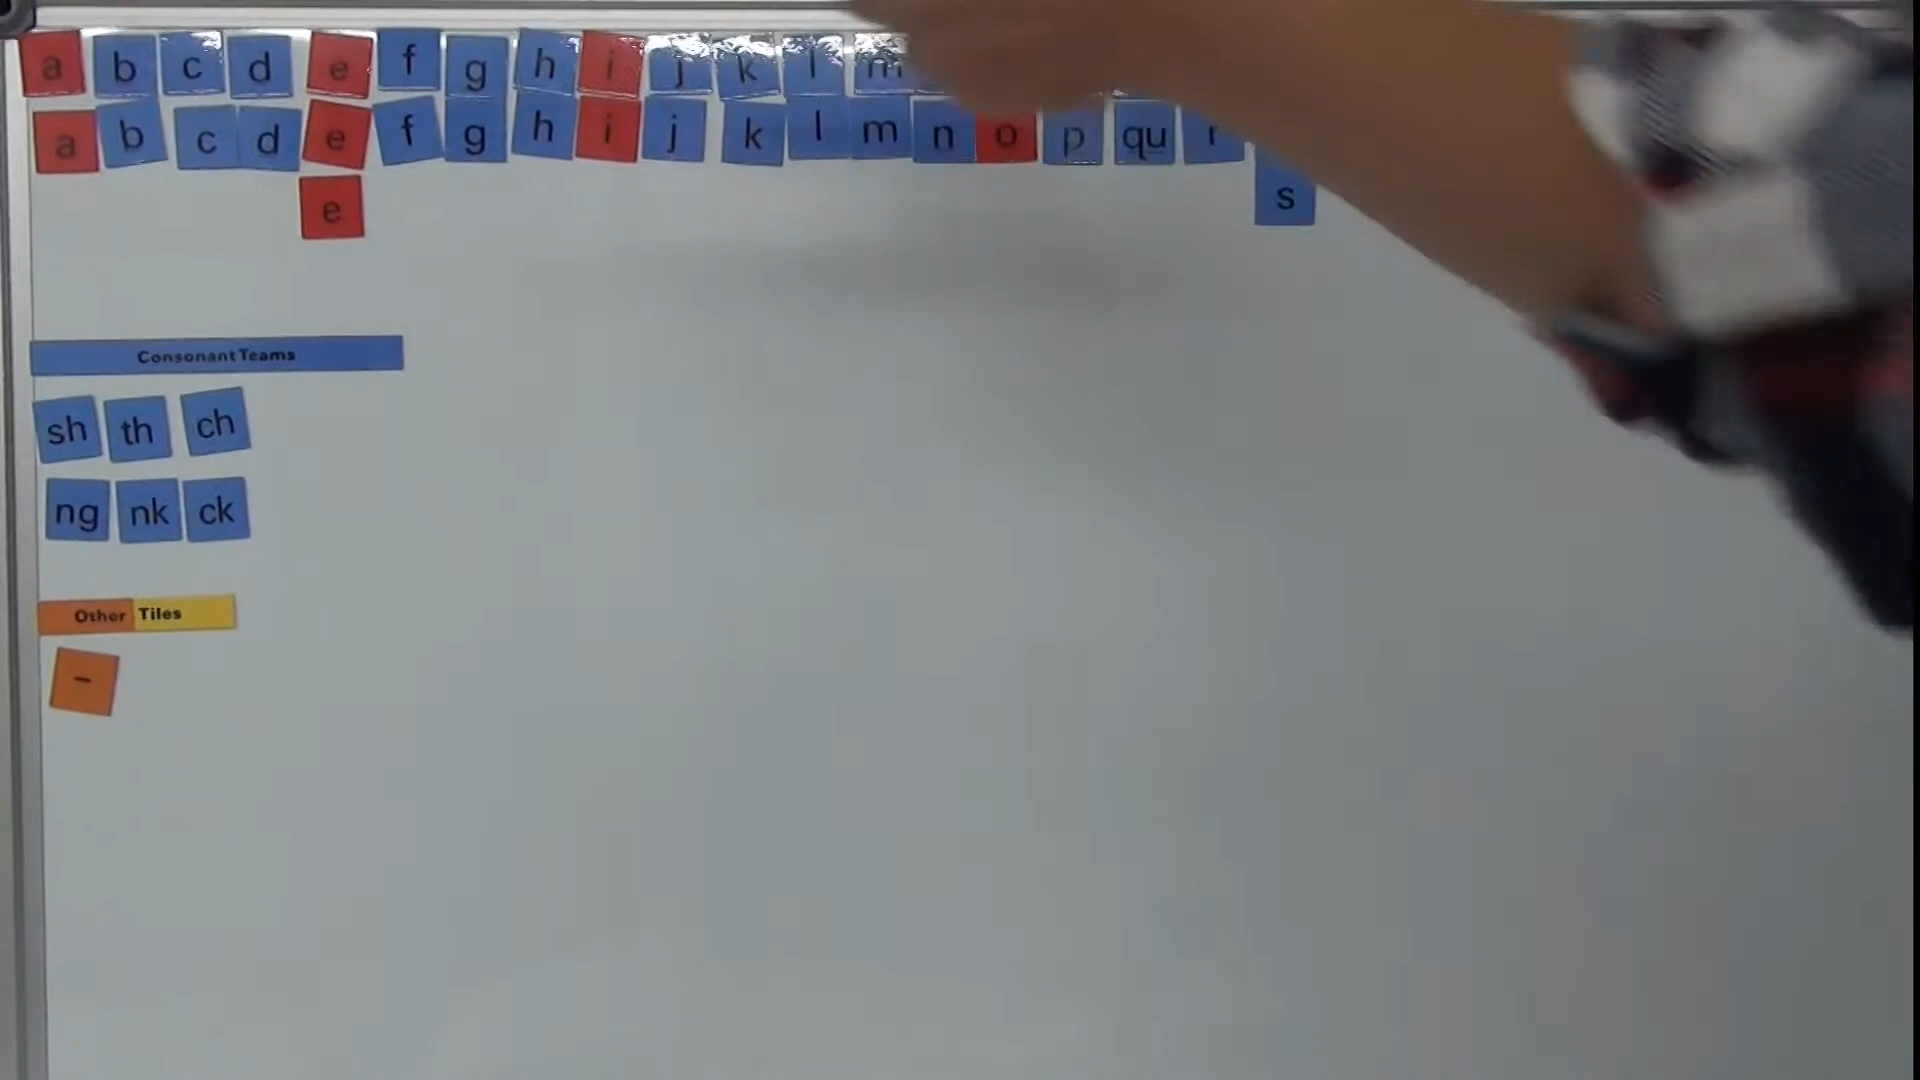 a b c d e f g h i j k l m
a b c d e f g h i j k l m n o p qu r
e s
Consonant Teams
sh th ch
ng nk ck
Other Tiles
-